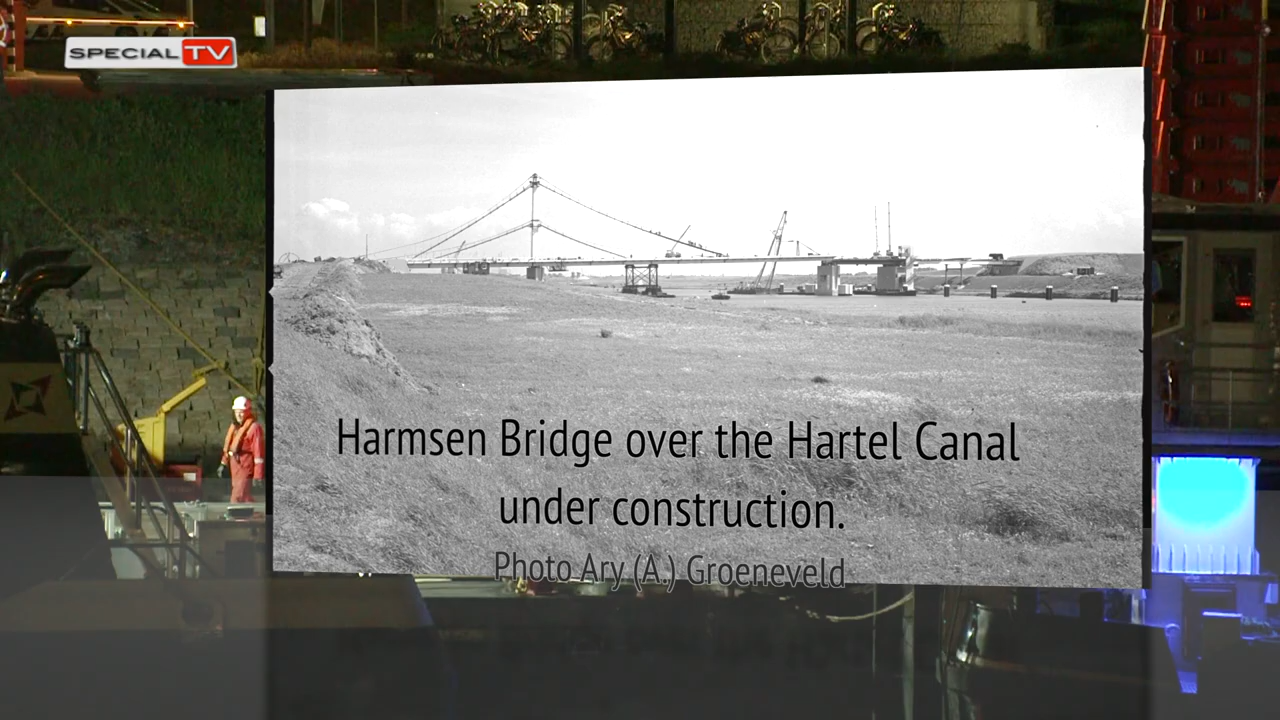 SPECIAL TV
Harmsen Bridge over the Hartel Canal
under construction.
Photo Ary (A.) Groeneveld